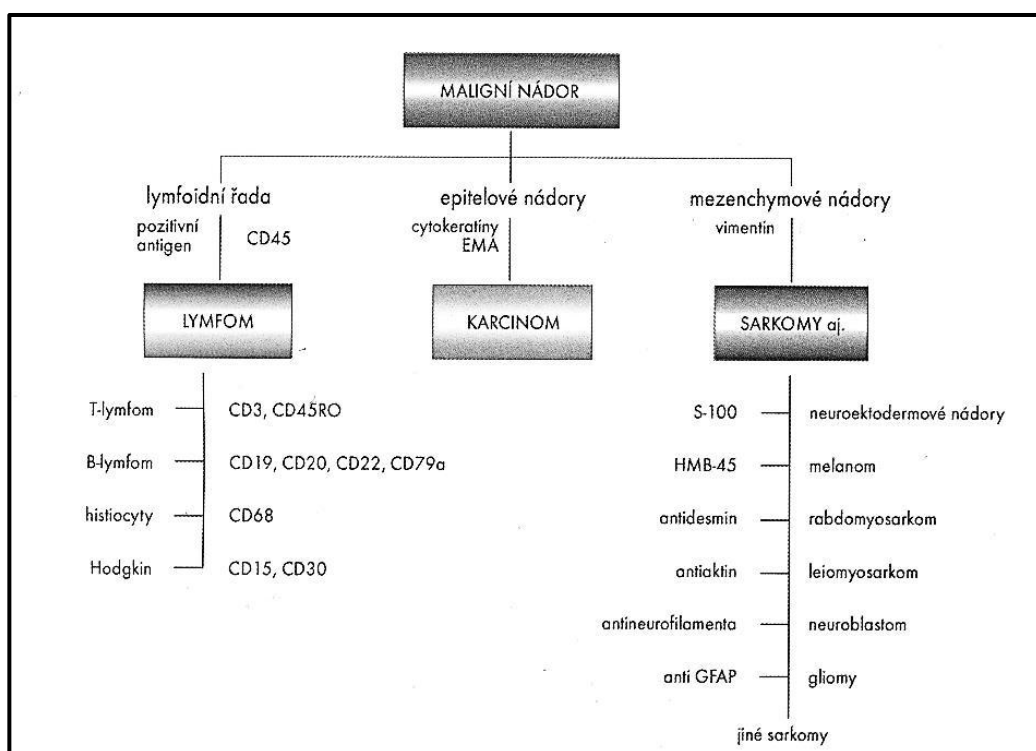 MALIGNÍ NÁDOR
lymfoidní řada
pozitivní
antigen
CD45
LYMFOM
T-lymfom
CD3, CD45RO
B-lymfom
CD19, CD20, CD22, CD79a
histiocyty
CD68
Hodgkin
CD15, CD30
epitelové nádory
cytokeratiny
EMA
KARCINOM
mezenchymové nádory
vimentin
SARKOMY aj.
S-100
neuroektodermové nádory
HMB-45
melanom
antidesmin
rabdomyosarkom
antiaktin
leiomyosarkom
antineurofilamenta
neuroblastom
anti GFAP
gliomy
jiné sarkomy